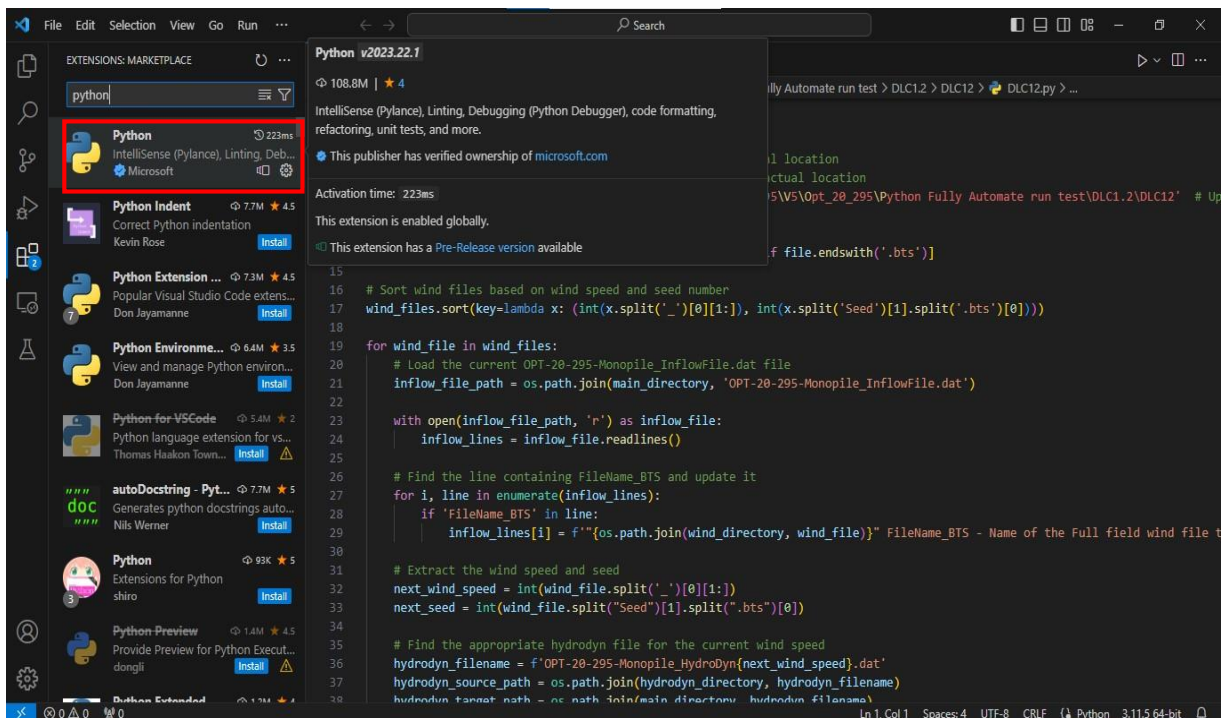 File Edit Selection View Go Run ···
Search
EXTENSIONS: MARKETPLACE
python
Python 223ms
IntelliSense (Pylance), Linting, Deb...
Microsoft
Python Indent 7.7M ★ 4.5
Correct Python indentation
Kevin Rose Install
Python Extension ... 7.3M ★ 4.5
Popular Visual Studio Code extens...
Don Jayamanne Install
7
Python Environme... 6.4M ★ 3.5
View and manage Python environ...
Don Jayamanne Install
Python for VSCode 5.4M ★ 2
Python language extension for vs...
Thomas Haakon Town... Install
autoDocstring - Pyt... 7.7M ★ 5
Generates python docstrings auto...
Nils Werner Install
"""
doc
"""
Python 93K ★ 5
Extensions for Python
shiro Install
3
Python Preview 1.4M ★ 4.5
Provide Preview for Python Execut...
dongli Install
Python Extended 1.2M ★ 4
2
Python v2023.22.1
108.8M | ★ 4
IntelliSense (Pylance), Linting, Debugging (Python Debugger), code formatting,
refactoring, unit tests, and more.
This publisher has verified ownership of microsoft.com
Activation time: 223ms
This extension is enabled globally.
This extension has a Pre-Release version available
lly Automate run test > DLC1.2 > DLC12 > DLC12.py > ...
l location
ctual location
5\V5\Opt_20_295\Python Fully Automate run test\DLC1.2\DLC12' # Up
f file.endswith('.bts')]
15
16 # Sort wind files based on wind speed and seed number
17 wind_files.sort(key=lambda x: (int(x.split('_')[0][1:]), int(x.split('Seed')[1].split('.bts')[0])))
18
19 for wind_file in wind_files:
20 # Load the current OPT-20-295-Monopile_InflowFile.dat file
21 inflow_file_path = os.path.join(main_directory, 'OPT-20-295-Monopile_InflowFile.dat')
22
23 with open(inflow_file_path, 'r') as inflow_file:
24 inflow_lines = inflow_file.readlines()
25
26 # Find the line containing FileName_BTS and update it
27 for i, line in enumerate(inflow_lines):
28 if 'FileName_BTS' in line:
29 inflow_lines[i] = f'"{os.path.join(wind_directory, wind_file)}" FileName_BTS - Name of the Full field wind file t
30
31 # Extract the wind speed and seed
32 next_wind_speed = int(wind_file.split('_')[0][1:])
33 next_seed = int(wind_file.split("Seed")[1].split(".bts")[0])
34
35 # Find the appropriate hydrodyn file for the current wind speed
36 hydrodyn_filename = f'OPT-20-295-Monopile_HydroDyn{next_wind_speed}.dat'
37 hydrodyn_source_path = os.path.join(hydrodyn_directory, hydrodyn_filename)
38 hydrodyn_target_path = os.path.join(main_directory, hydrodyn_filename)
0 0 0 Ln 1, Col 1 Spaces: 4 UTF-8 CRLF Python 3.11.5 64-bit